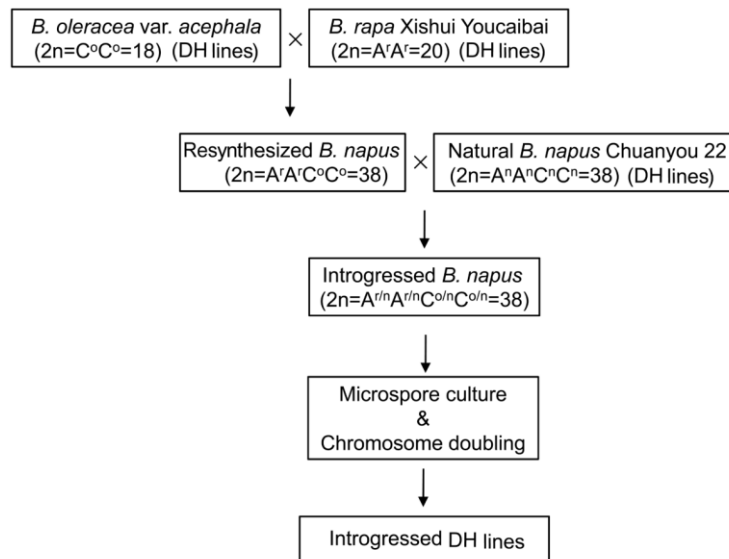 B. oleracea var. acephala × B. rapa Xishui Youcaibai
(2n=CᵒCᵒ=18) (DH lines) (2n=AʳAʳ=20) (DH lines)
Resynthesized B. napus × Natural B. napus Chuanyou 22
(2n=AʳAʳCᵒCᵒ=38) (2n=AⁿAⁿCⁿCⁿ=38) (DH lines)
Introgressed B. napus
(2n=Aʳ/ⁿAʳ/ⁿCᵒ/ⁿCᵒ/ⁿ=38)
Microspore culture
&
Chromosome doubling
Introgressed DH lines